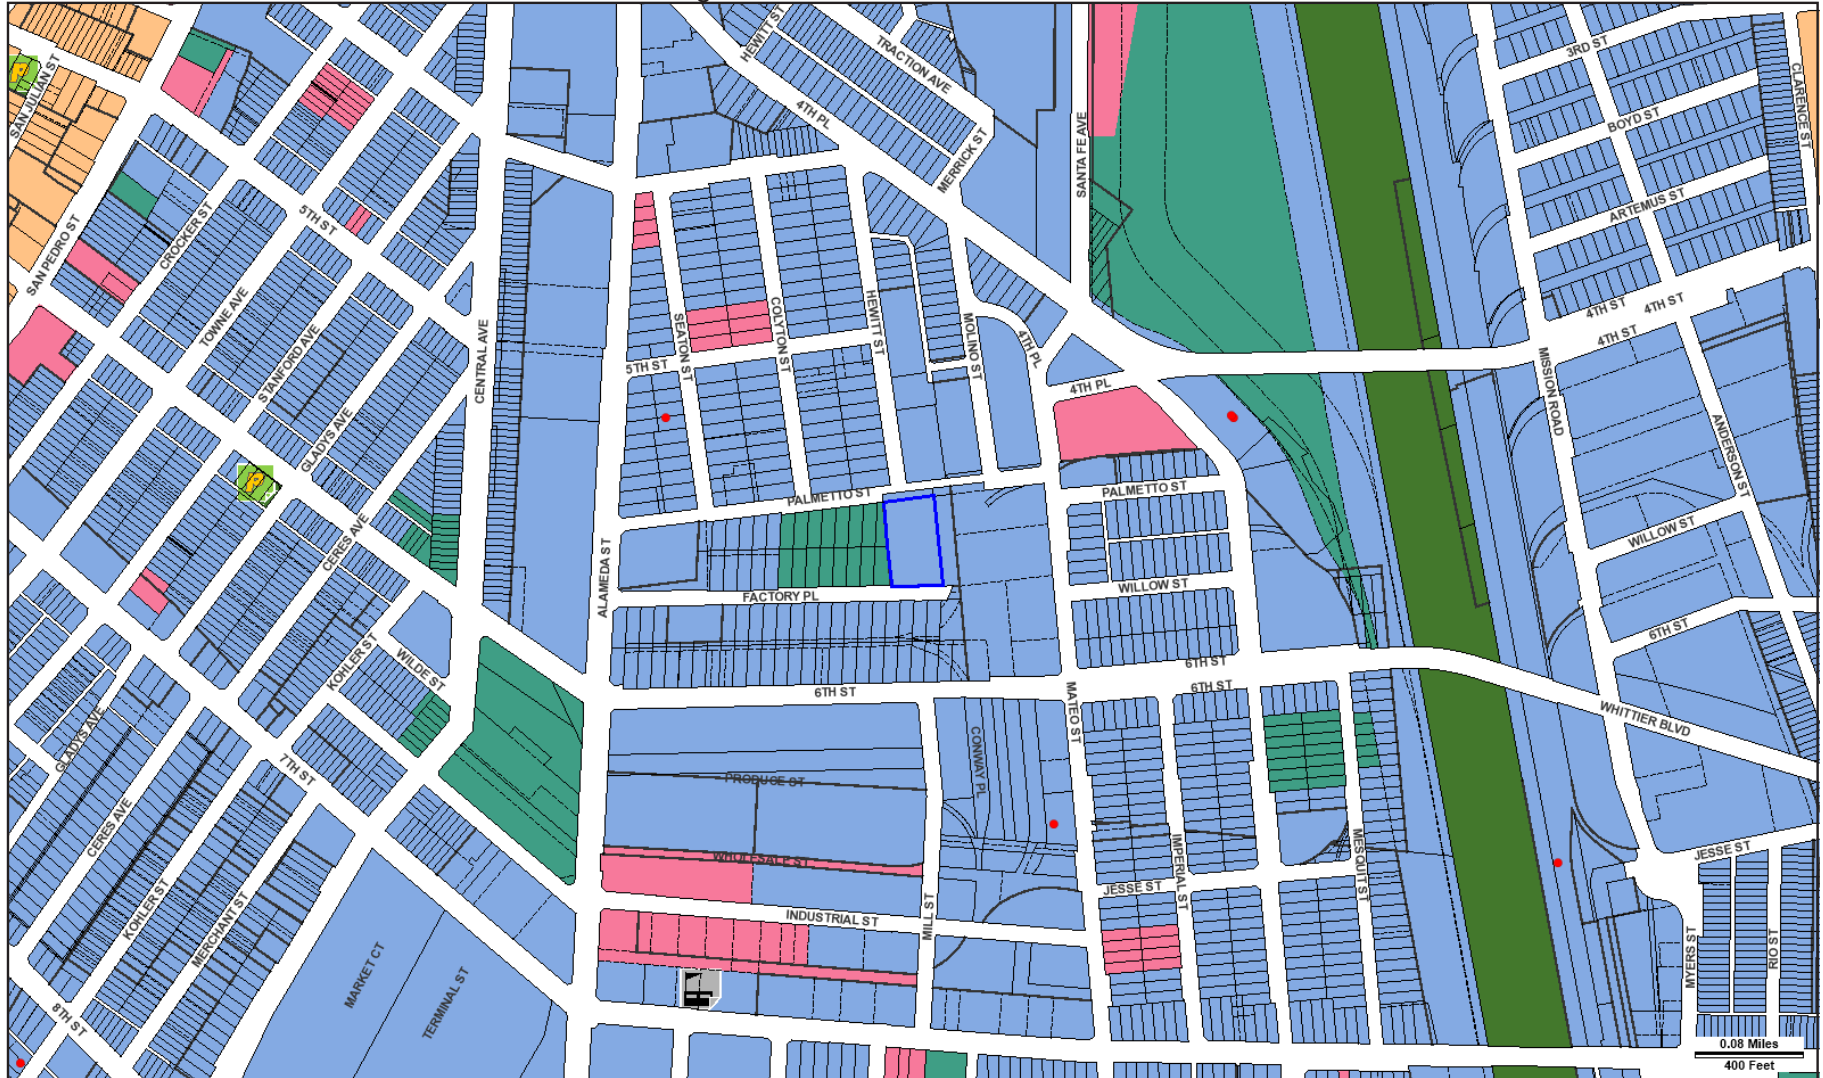 HEWITT ST
TRACTION AVE
3RD ST
CLARENCE ST
SAN JULIAN ST
P
4TH PL
BOYD ST
SANTA FE AVE
MERRICK ST
ARTEMUS ST
5TH ST
CROCKER ST
SAN PEDRO ST
TOWNE AVE
STANFORD AVE
CENTRAL AVE
SEATON ST
COLYTON ST
HEWITT ST
MOLINO ST
4TH PL
4TH ST
4TH ST
4TH ST
5TH ST
4TH PL
MISSION ROAD
ANDERSON ST
GLADYS AVE
P
CERES AVE
PALMETTO ST
PALMETTO ST
WILLOW ST
ALAMEDA ST
FACTORY PL
WILLOW ST
6TH ST
KOHLER ST
WILDE ST
6TH ST
6TH ST
6TH ST
MATEO ST
WHITTIER BLVD
GLADYS AVE
7TH ST
CONWAY PL
PRODUCE ST
CERES AVE
WHOLESALE ST
IMPERIAL ST
MESQUIT ST
JESSE ST
JESSE ST
KOHLER ST
MERCHANT ST
INDUSTRIAL ST
MILL ST
MYERS ST
RIO ST
MARKET CT
TERMINAL ST
H
8TH ST
0.08 Miles
400 Feet